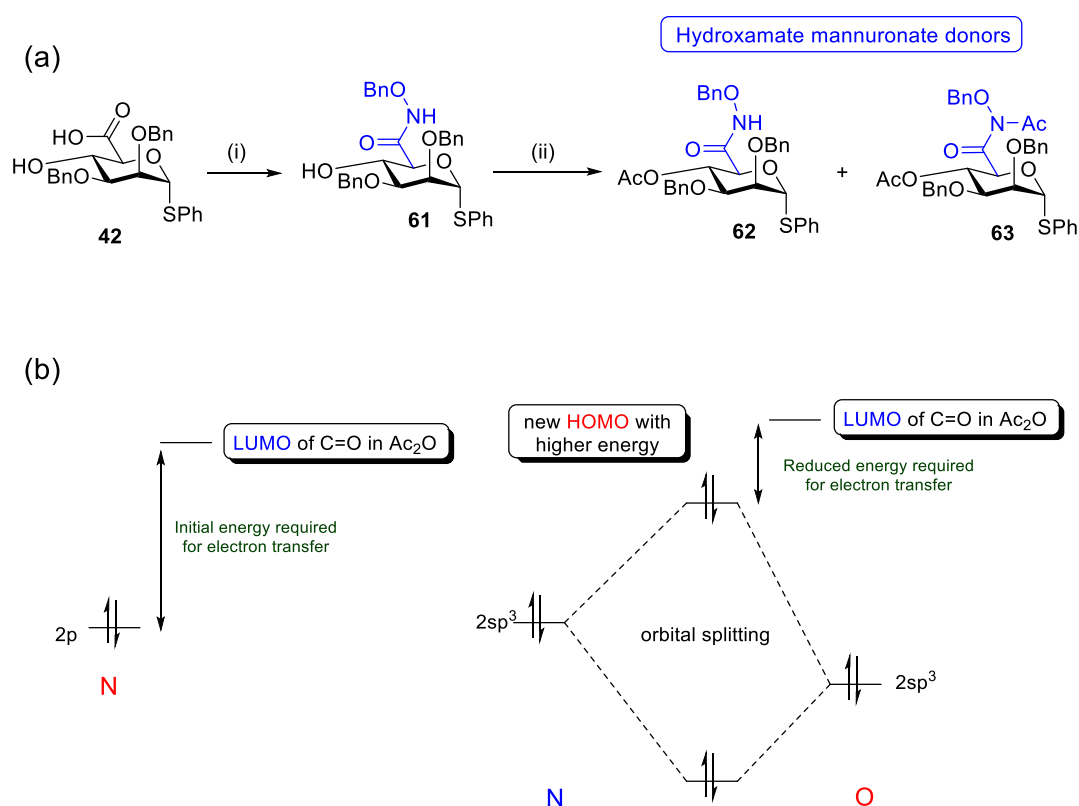 Hydroxamate mannuronate donors
(a)
BnO
NH
O
OBn
O
HO
BnO
SPh
61
HO
O
OBn
O
HO
BnO
SPh
42
(i)
(ii)
BnO
NH
O
OBn
O
AcO
BnO
SPh
62
+
BnO
N
Ac
O
OBn
O
AcO
BnO
SPh
63
(b)
LUMO of C=O in Ac₂O
Initial energy required
for electron transfer
2p
N
new HOMO with
higher energy
LUMO of C=O in Ac₂O
Reduced energy required
for electron transfer
2sp³
orbital splitting
2sp³
N
O